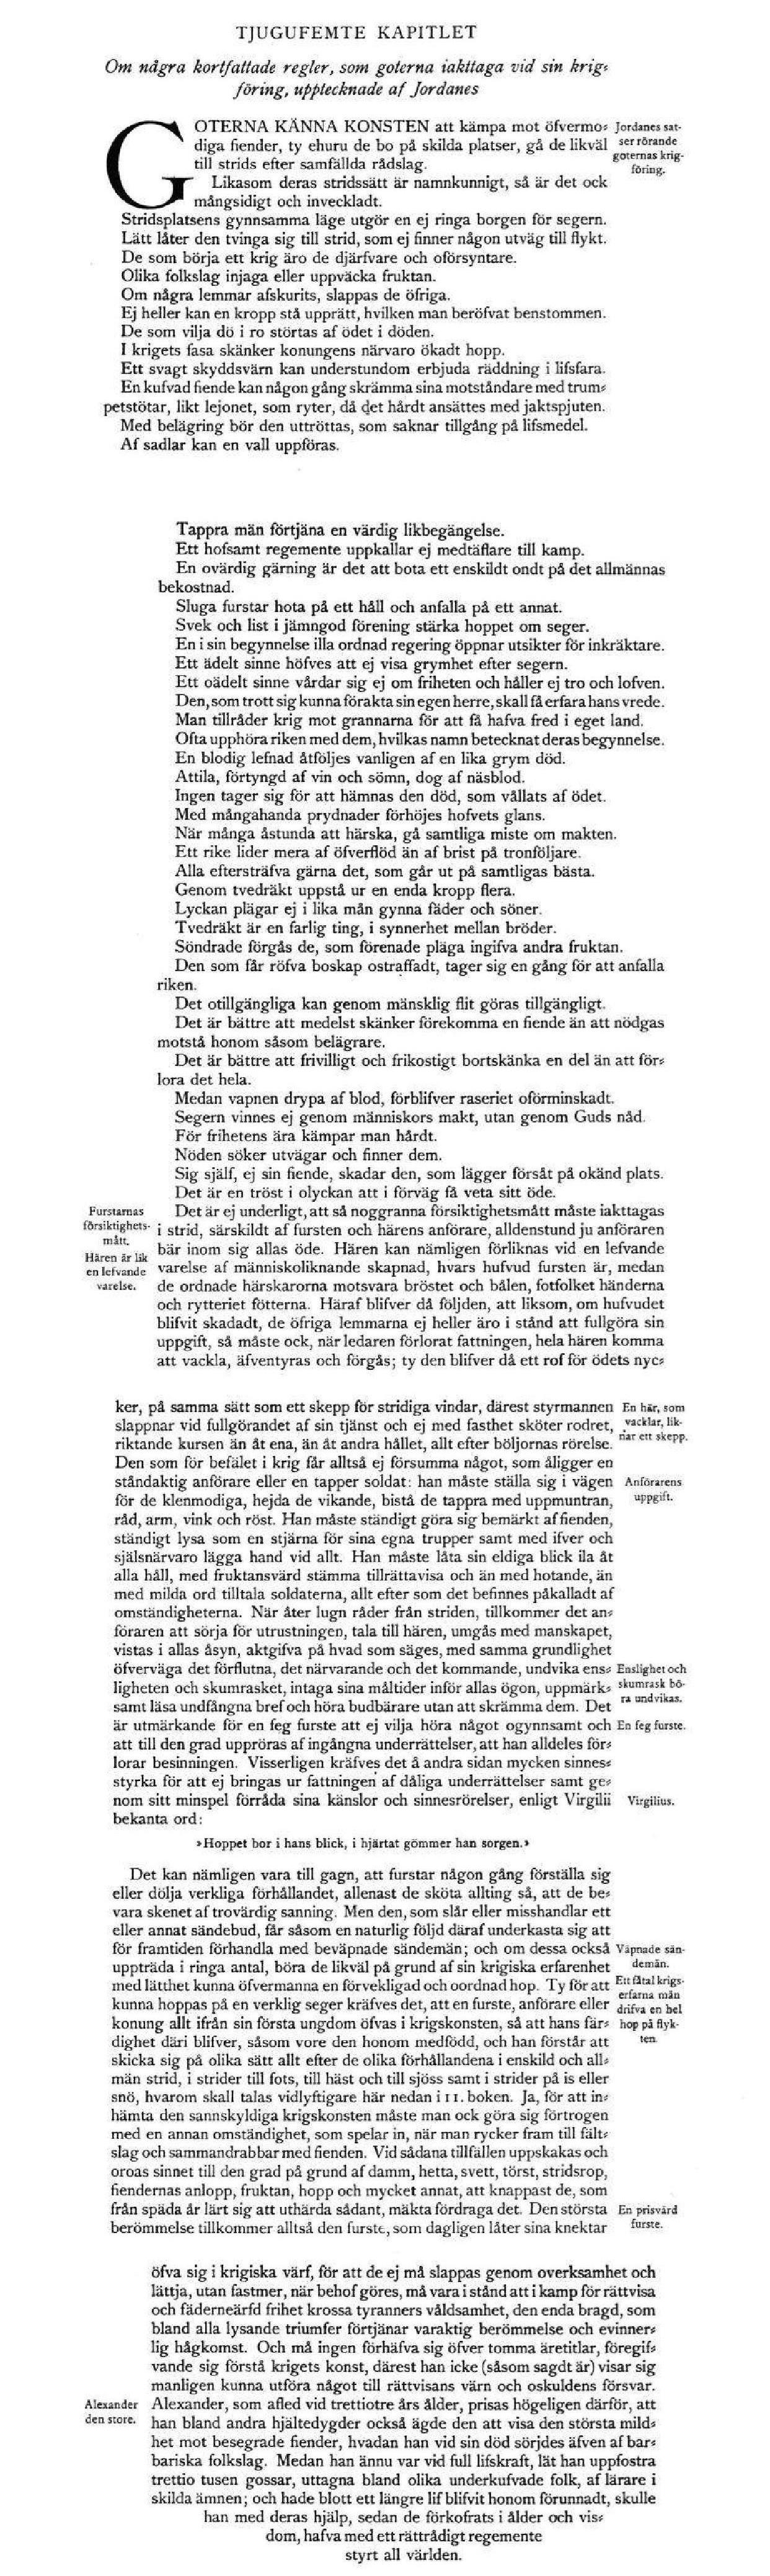 TJUGUFEMTE KAPITLET
Om några kortfattade regler, som goterna iakttaga vid sin krig-
föring, upptecknade af Jordanes
GOTERNA KÄNNA KONSTEN att kämpa mot öfvermo-
diga fiender, ty ehuru de bo på skilda platser, gå de likväl
till strids efter samfällda rådslag.
Jordanes sat-
ser rörande
goternas krig-
föring.
Likasom deras stridssätt är namnkunnigt, så är det ock
mångsidigt och inveckladt.
Stridsplatsens gynnsamma läge utgör en ej ringa borgen för segern.
Lätt låter den tvinga sig till strid, som ej finner någon utväg till flykt.
De som börja ett krig äro de djärfvare och oförsyntare.
Olika folkslag injaga eller uppväcka fruktan.
Om några lemmar afskurits, slappas de öfriga.
Ej heller kan en kropp stå upprätt, hvilken man beröfvat benstommen.
De som vilja dö i ro störtas af ödet i döden.
I krigets fasa skänker konungens närvaro ökadt hopp.
Ett svagt skyddsvärn kan understundom erbjuda räddning i lifsfara.
En kufvad fiende kan någon gång skrämma sina motståndare med trum-
petstötar, likt lejonet, som ryter, då det hårdt ansättes med jaktspjuten.
Med belägring bör den uttröttas, som saknar tillgång på lifsmedel.
Af sadlar kan en vall uppföras.
Tappra män förtjäna en värdig likbegängelse.
Ett hofsamt regemente uppkallar ej medtäflare till kamp.
En ovärdig gärning är det att bota ett enskildt ondt på det allmännas
bekostnad.
Sluga furstar hota på ett håll och anfalla på ett annat.
Svek och list i jämngod förening stärka hoppet om seger.
En i sin begynnelse illa ordnad regering öppnar utsikter för inkräktare.
Ett ädelt sinne höfves att ej visa grymhet efter segern.
Ett oädelt sinne vårdar sig ej om friheten och håller ej tro och lofven.
Den, som trott sig kunna förakta sin egen herre, skall få erfara hans vrede.
Man tillråder krig mot grannarna för att få hafva fred i eget land.
Ofta upphöra riken med dem, hvilkas namn betecknat deras begynnelse.
En blodig lefnad åtföljes vanligen af en lika grym död.
Attila, förtyngd af vin och sömn, dog af näsblod.
Ingen tager sig för att hämnas den död, som vållats af ödet.
Med mångahanda prydnader förhöjes hofvets glans.
När många åstunda att härska, gå samtliga miste om makten.
Ett rike lider mera af öfverflöd än af brist på tronföljare.
Alla eftersträfva gärna det, som går ut på samtligas bästa.
Genom tvedräkt uppstå ur en enda kropp flera.
Lyckan plägar ej i lika mån gynna fäder och söner.
Tvedräkt är en farlig ting, i synnerhet mellan bröder.
Söndrade förgås de, som förenade pläga ingifva andra fruktan.
Den som får röfva boskap ostraffadt, tager sig en gång för att anfalla
riken.
Det otillgängliga kan genom mänsklig flit göras tillgängligt.
Det är bättre att medelst skänker förekomma en fiende än att nödgas
motstå honom såsom belägrare.
Det är bättre att frivilligt och frikostigt bortskänka en del än att för-
lora det hela.
Medan vapnen drypa af blod, förblifver raseriet oförminskadt.
Segern vinnes ej genom människors makt, utan genom Guds nåd.
För frihetens ära kämpar man hårdt.
Nöden söker utvägar och finner dem.
Sig själf, ej sin fiende, skadar den, som lägger försåt på okänd plats.
Det är en tröst i olyckan att i förväg få veta sitt öde.
Furstarnas
försiktighets-
mått.
Hären är lik
en lefvande
varelse.
Det är ej underligt, att så noggranna försiktighetsmått måste iakttagas
i strid, särskildt af fursten och härens anförare, alldenstund ju anföraren
bär inom sig allas öde. Hären kan nämligen förliknas vid en lefvande
varelse af människoliknande skapnad, hvars hufvud fursten är, medan
de ordnade härskarorna motsvara bröstet och bålen, fotfolket händerna
och rytteriet fötterna. Häraf blifver då följden, att liksom, om hufvudet
blifvit skadadt, de öfriga lemmarna ej heller äro i stånd att fullgöra sin
uppgift, så måste ock, när ledaren förlorat fattningen, hela hären komma
att vackla, äfventyras och förgås; ty den blifver då ett rof för ödets nyc-
ker, på samma sätt som ett skepp för stridiga vindar, därest styrmannen
slappnar vid fullgörandet af sin tjänst och ej med fasthet sköter rodret,
riktande kursen än åt ena, än åt andra hållet, allt efter böljornas rörelse.
En här, som
vacklar, lik-
nar ett skepp.
Den som för befälet i krig får alltså ej försumma något, som åligger en
ståndaktig anförare eller en tapper soldat: han måste ställa sig i vägen
för de klenmodiga, hejda de vikande, bistå de tappra med uppmuntran,
Anförarens
uppgift.
råd, arm, vink och röst. Han måste ständigt göra sig bemärkt af fienden,
ständigt lysa som en stjärna för sina egna trupper samt med ifver och
själsnärvaro lägga hand vid allt. Han måste låta sin eldiga blick ila åt
alla håll, med fruktansvärd stämma tillrättavisa och än med hotande, än
med milda ord tilltala soldaterna, allt efter som det befinnes påkalladt af
omständigheterna. När åter lugn råder från striden, tillkommer det an-
föraren att sörja för utrustningen, tala till hären, umgås med manskapet,
vistas i allas åsyn, aktgifva på hvad som säges, med samma grundlighet
öfverväga det förflutna, det närvarande och det kommande, undvika ens-
ligheten och skumrasket, intaga sina måltider inför allas ögon, uppmärk-
samt läsa undfångna bref och höra budbärare utan att skrämma dem. Det
Enslighet och
skumrask bö-
ra undvikas.
är utmärkande för en feg furste att ej vilja höra något ogynnsamt och
En feg furste.
att till den grad uppröras af ingångna underrättelser, att han alldeles för-
lorar besinningen. Visserligen kräfves det å andra sidan mycken sinnes-
styrka för att ej bringas ur fattningen af dåliga underrättelser samt ge-
nom sitt minspel förråda sina känslor och sinnesrörelser, enligt Virgilii
Virgilius.
bekanta ord:
»Hoppet bor i hans blick, i hjärtat gömmer han sorgen.»
Det kan nämligen vara till gagn, att furstar någon gång förställa sig
eller dölja verkliga förhållandet, allenast de sköta allting så, att de be-
vara skenet af trovärdig sanning. Men den, som slår eller misshandlar ett
eller annat sändebud, får såsom en naturlig följd däraf underkasta sig att
för framtiden förhandla med beväpnade sändemän; och om dessa också
uppträda i ringa antal, böra de likväl på grund af sin krigiska erfarenhet
Väpnade sän-
demän.
med lätthet kunna öfvermanna en förvekligad och oordnad hop. Ty för att
kunna hoppas på en verklig seger kräfves det, att en furste, anförare eller
konung allt ifrån sin första ungdom öfvas i krigskonsten, så att hans fär-
dighet däri blifver, såsom vore den honom medfödd, och han förstår att
Ett fåtal krigs-
erfarna män
drifva en hel
hop på flyk-
ten.
skicka sig på olika sätt allt efter de olika förhållandena i enskild och all-
män strid, i strider till fots, till häst och till sjöss samt i strider på is eller
snö, hvarom skall talas vidlyftigare här nedan i 11. boken. Ja, för att in-
hämta den sannskyldiga krigskonsten måste man ock göra sig förtrogen
med en annan omständighet, som spelar in, när man rycker fram till fält-
slag och sammandrabbar med fienden. Vid sådana tillfällen uppskakas och
oroas sinnet till den grad på grund af damm, hetta, svett, törst, stridsrop,
fiendernas anlopp, fruktan, hopp och mycket annat, att knappast de, som
från späda år lärt sig att uthärda sådant, mäkta fördraga det. Den största
berömmelse tillkommer alltså den furste, som dagligen låter sina knektar
En prisvärd
furste.
öfva sig i krigiska värf, för att de ej må slappas genom overksamhet och
lättja, utan fastmer, när behof göres, må vara i stånd att i kamp för rättvisa
och fäderneärfd frihet krossa tyranners våldsamhet, den enda bragd, som
bland alla lysande triumfer förtjänar varaktig berömmelse och evinner-
lig hågkomst. Och må ingen förhäfva sig öfver tomma äretitlar, föregif-
vande sig förstå krigets konst, därest han icke (såsom sagdt är) visar sig
manligen kunna utföra något till rättvisans värn och oskuldens försvar.
Alexander
den store.
Alexander, som afled vid trettiotre års ålder, prisas högeligen därför, att
han bland andra hjältedygder också ägde den att visa den största mild-
het mot besegrade fiender, hvadan han vid sin död sörjdes äfven af bar-
bariska folkslag. Medan han ännu var vid full lifskraft, lät han uppfostra
trettio tusen gossar, uttagna bland olika underkufvade folk, af lärare i
skilda ämnen; och hade blott ett längre lif blifvit honom förunnadt, skulle
han med deras hjälp, sedan de förkofrats i ålder och vis-
dom, hafva med ett rättrådigt regemente
styrt all världen.